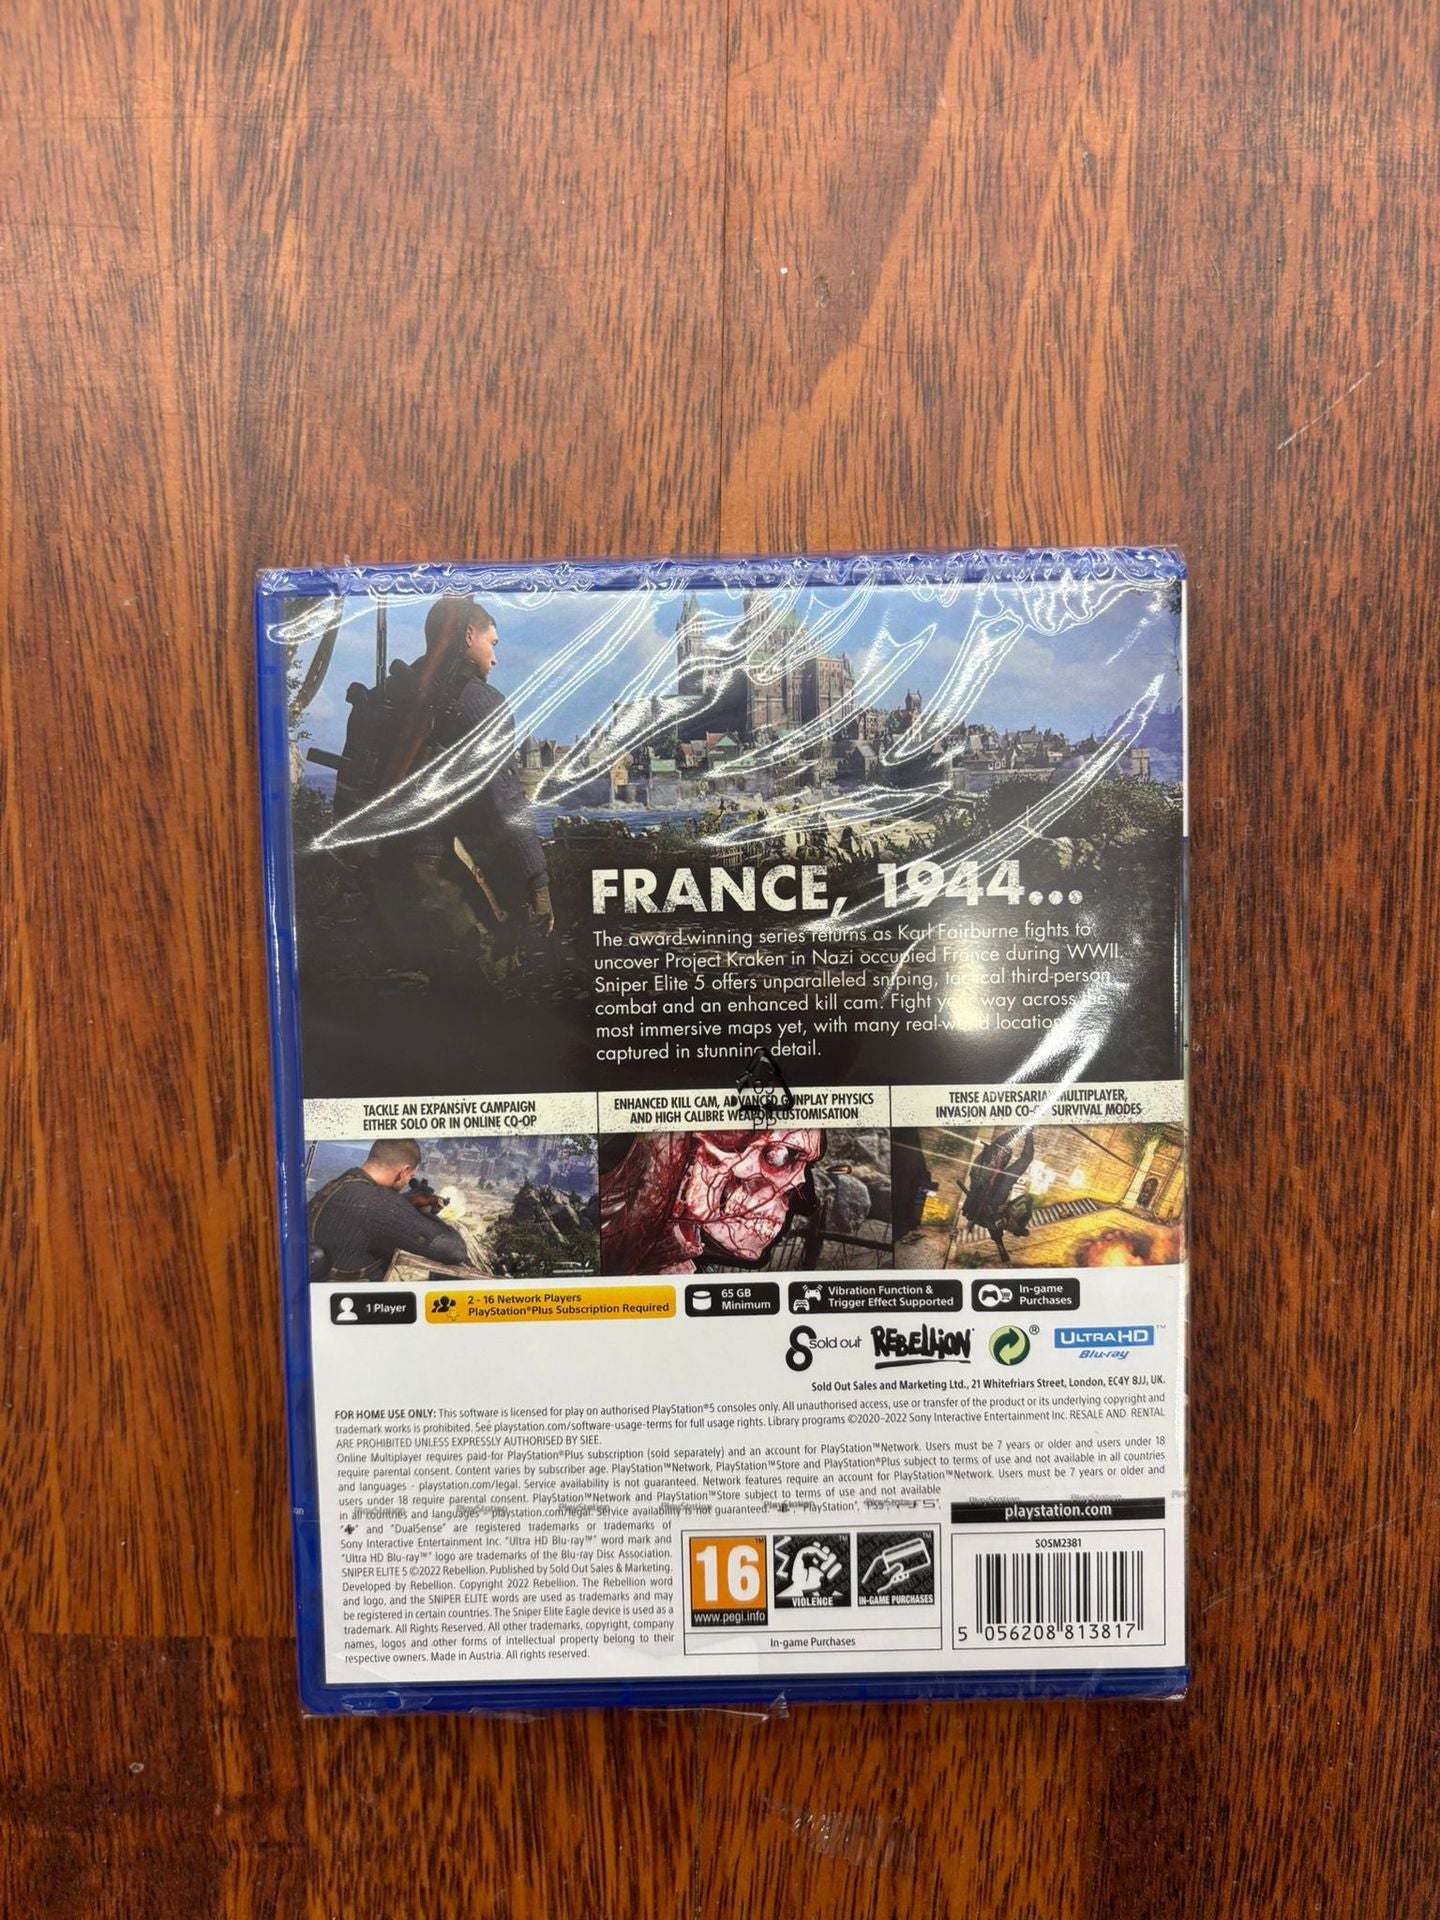 FRANCE, 1944...
The award-winning series returns as Karl Fairburne fights to
uncover Project Kraken in Nazi occupied France during WWII.
Sniper Elite 5 offers unparalleled sniping, tactical third-person
combat and an enhanced kill cam. Fight your way across the
most immersive maps yet, with many real-world locations
captured in stunning detail.
TACKLE AN EXPANSIVE CAMPAIGN
EITHER SOLO OR IN ONLINE CO-OP
ENHANCED KILL CAM, ADVANCED GUNPLAY PHYSICS
AND HIGH CALIBRE WEAPON CUSTOMISATION
TENSE ADVERSARIAL MULTIPLAYER,
INVASION AND CO-OP SURVIVAL MODES
05
PP
1 Player
2 - 16 Network Players
PlayStation®Plus Subscription Required
65 GB
Minimum
Vibration Function &
Trigger Effect Supported
In-game
Purchases
Sold out
REBELLION
®
ULTRA HD™
Blu-ray
Sold Out Sales and Marketing Ltd., 21 Whitefriars Street, London, EC4Y 8JJ, UK.
FOR HOME USE ONLY: This software is licensed for play on authorised PlayStation®5 consoles only. All unauthorised access, use or transfer of the product or its underlying copyright and
trademark works is prohibited. See playstation.com/software-usage-terms for full usage rights. Library programs ©2020-2022 Sony Interactive Entertainment Inc. RESALE AND RENTAL
ARE PROHIBITED UNLESS EXPRESSLY AUTHORISED BY SIEE.
Online Multiplayer requires paid-for PlayStation®Plus subscription (sold separately) and an account for PlayStation™Network. Users must be 7 years or older and users under 18
require parental consent. Content varies by subscriber age. PlayStation™Network, PlayStation™Store and PlayStation®Plus subject to terms of use and not available in all countries
and languages - playstation.com/legal. Service availability is not guaranteed. Network features require an account for PlayStation™Network. Users must be 7 years or older and
users under 18 require parental consent. PlayStation™Network and PlayStation™Store subject to terms of use and not available
in all countries and languages - playstation.com/legal. Service availability is not guaranteed. " ", "PlayStation", "PS5", "PS5",
" " and "DualSense" are registered trademarks or trademarks of
Sony Interactive Entertainment Inc. "Ultra HD Blu-ray™" word mark and
"Ultra HD Blu-ray™" logo are trademarks of the Blu-ray Disc Association.
SNIPER ELITE 5 ©2022 Rebellion. Published by Sold Out Sales & Marketing.
Developed by Rebellion. Copyright 2022 Rebellion. The Rebellion word
and logo, and the SNIPER ELITE words are used as trademarks and may
be registered in certain countries. The Sniper Elite Eagle device is used as a
trademark. All Rights Reserved. All other trademarks, copyright, company
names, logos and other forms of intellectual property belong to their
respective owners. Made in Austria. All rights reserved.
16
www.pegi.info
VIOLENCE
IN-GAME PURCHASES
In-game Purchases
playstation.com
SOSM2381
5 056208 813817